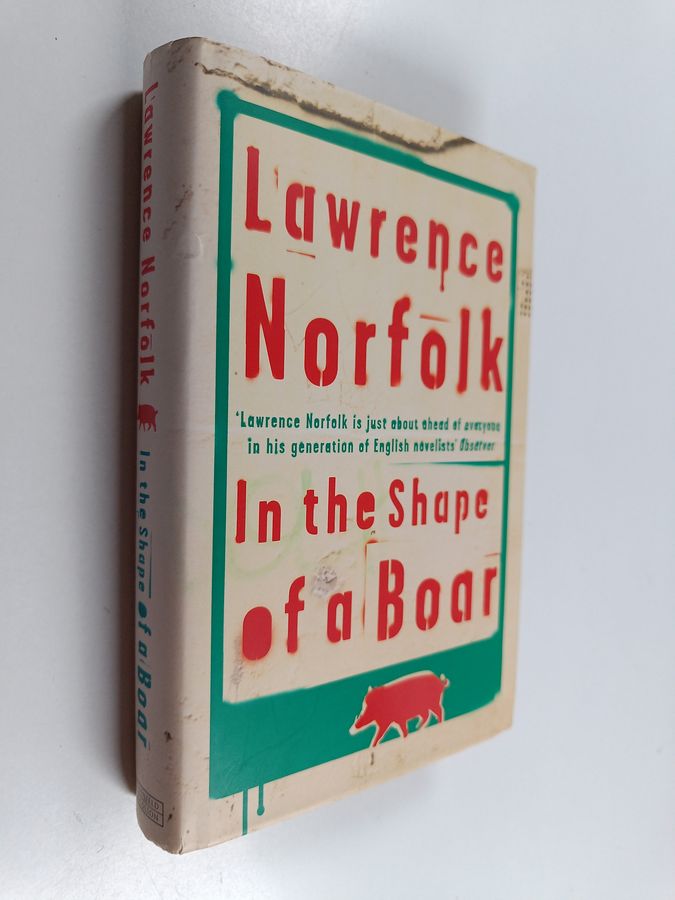 Lawrence
Norfolk
'Lawrence Norfolk is just about ahead of everyone
in his generation of English novelists' Observer
In the Shape
of a Boar
Lawrence Norfolk In the Shape of a Boar